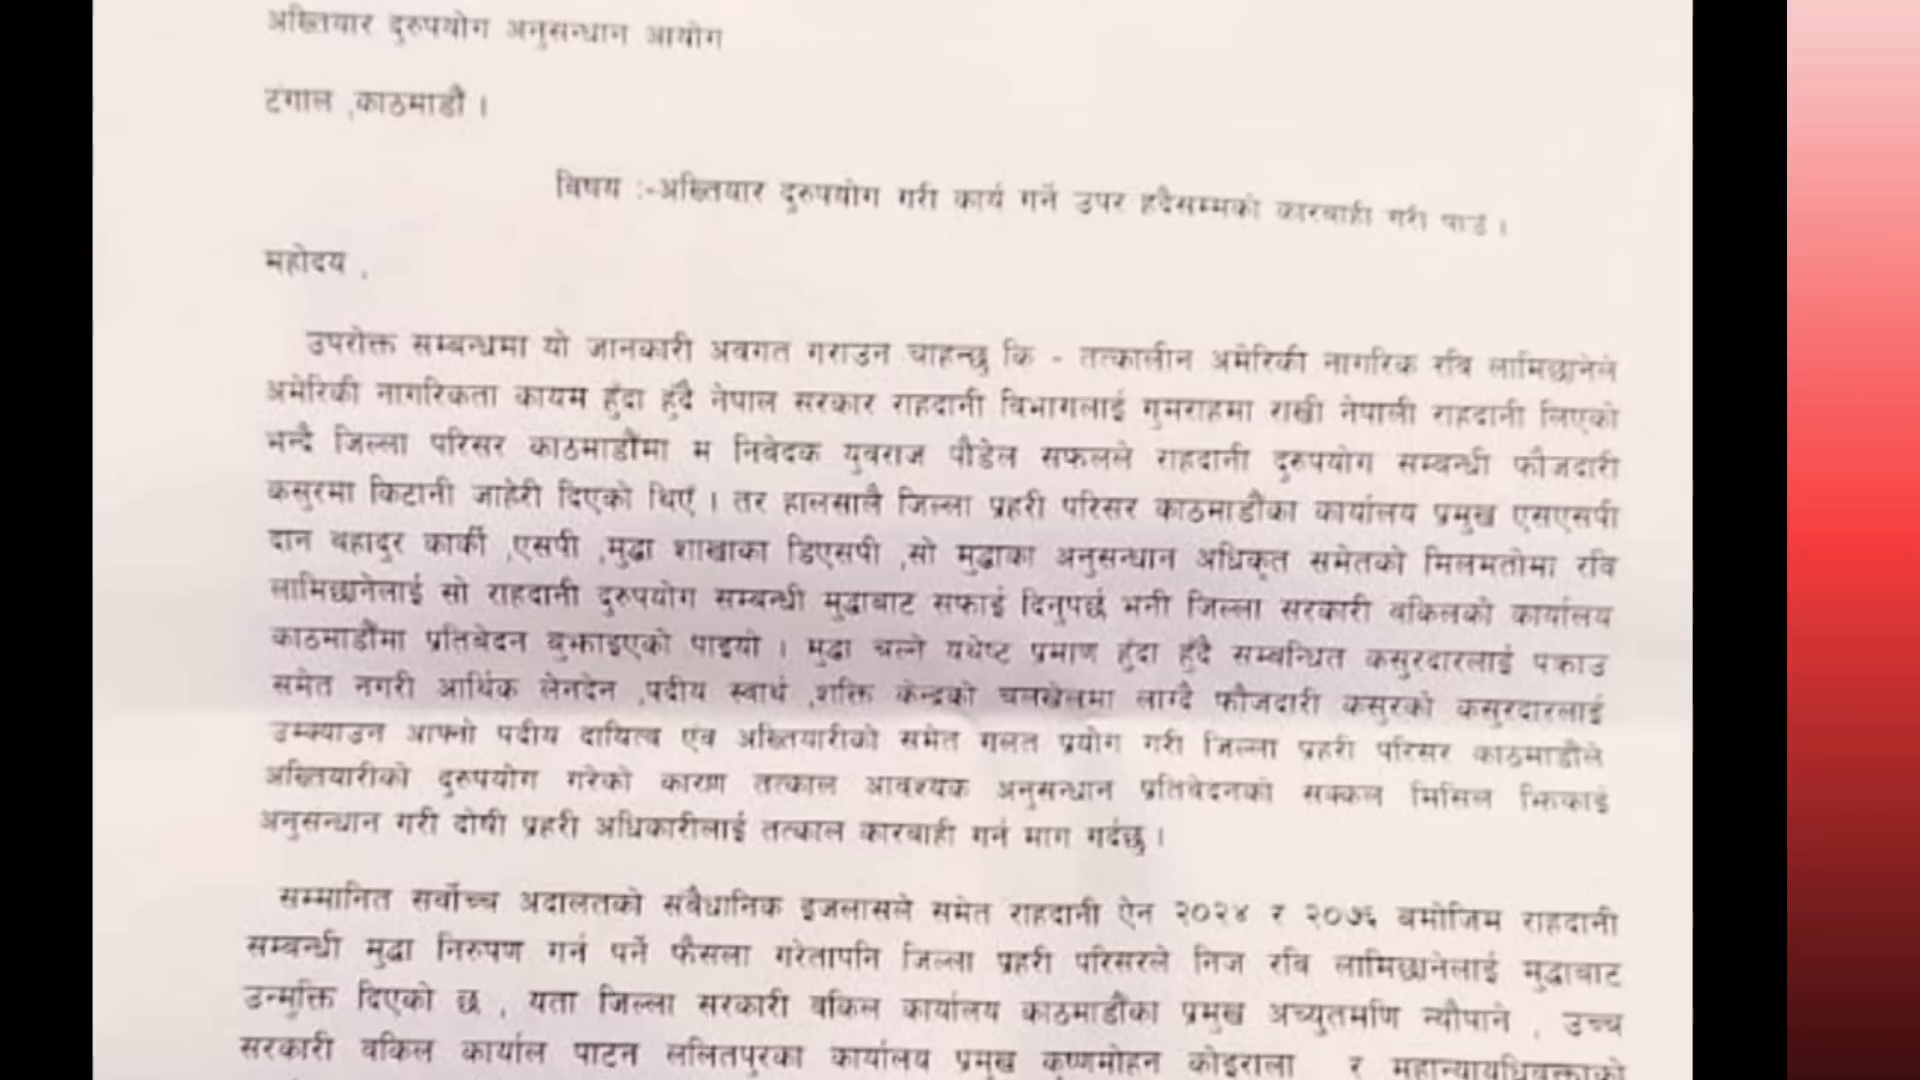 अख्तियार दुरुपयोग अनुसन्धान आयोग
टंगाल ,काठमाडौ ।
विषय :-अख्तियार दुरुपयोग गरी कार्य गर्ने उपर हदैसम्मको कारवाही गरी पाउं ।
महोदय ,
उपरोक्त सम्बन्धमा यो जानकारी अवगत गराउन चाहन्छु कि - तत्कालीन अमेरिकी नागरिक रवि लामिछानेले
अमेरिकी नागरिकता कायम हुँदा हुँदै नेपाल सरकार राहदानी विभागलाई गुमराहमा राखी नेपाली राहदानी लिएको
भन्दै जिल्ला परिसर काठमाडौंमा म निवेदक युवराज पौडेल सफलले राहदानी दुरुपयोग सम्बन्धी फौजदारी
कसुरमा किटानी जाहेरी दिएको थिएँ । तर हालसालै जिल्ला प्रहरी परिसर काठमाडौंका कार्यालय प्रमुख एसएसपी
दान बहादुर कार्की ,एसपी ,मुद्धा शाखाका डिएसपी ,सो मुद्धाका अनुसन्धान अधिकृत समेतको मिलमतोमा रवि
लामिछानेलाई सो राहदानी दुरुपयोग सम्बन्धी मुद्धाबाट सफाई दिनुपर्छ भनी जिल्ला सरकारी वकिलको कार्यालय
काठमाडौंमा प्रतिवेदन बुझाइएको पाइयो । मुद्धा चल्ने यथेष्ट प्रमाण हुँदा हुँदै सम्बन्धित कसुरदारलाई पक्राउ
समेत नगरी आर्थिक लेनदेन ,पदीय स्वार्थ ,शक्ति केन्द्रको चलखेलमा लाग्दै फौजदारी कसुरको कसुरदारलाई
उम्क्याउन आफ्नो पदीय दायित्व एंव अख्तियारीको समेत गलत प्रयोग गरी जिल्ला प्रहरी परिसर काठमाडौले
अख्तियारीको दुरुपयोग गरेको कारण तत्काल आवश्यक अनुसन्धान प्रतिवेदनको सक्कल मिसिल झिकाई
अनुसन्धान गरी दोषी प्रहरी अधिकारीलाई तत्काल कारवाही गर्न माग गर्दछु ।
सम्मानित सर्वोच्च अदालतको संवैधानिक इजलासले समेत राहदानी ऐन २०२४ र २०७६ बमोजिम राहदानी
सम्बन्धी मुद्धा निरुपण गर्न पर्ने फैसला गरेतापनि जिल्ला प्रहरी परिसरले निज रवि लामिछानेलाई मुद्धाबाट
उन्मुक्ति दिएको छ , यता जिल्ला सरकारी वकिल कार्यालय काठमाडौंका प्रमुख अच्युतमणि न्यौपाने , उच्च
सरकारी वकिल कार्याल पाटन ललितपुरका कार्यालय प्रमुख कृष्णमोहन कोइराला र महान्यायधिवक्ताको